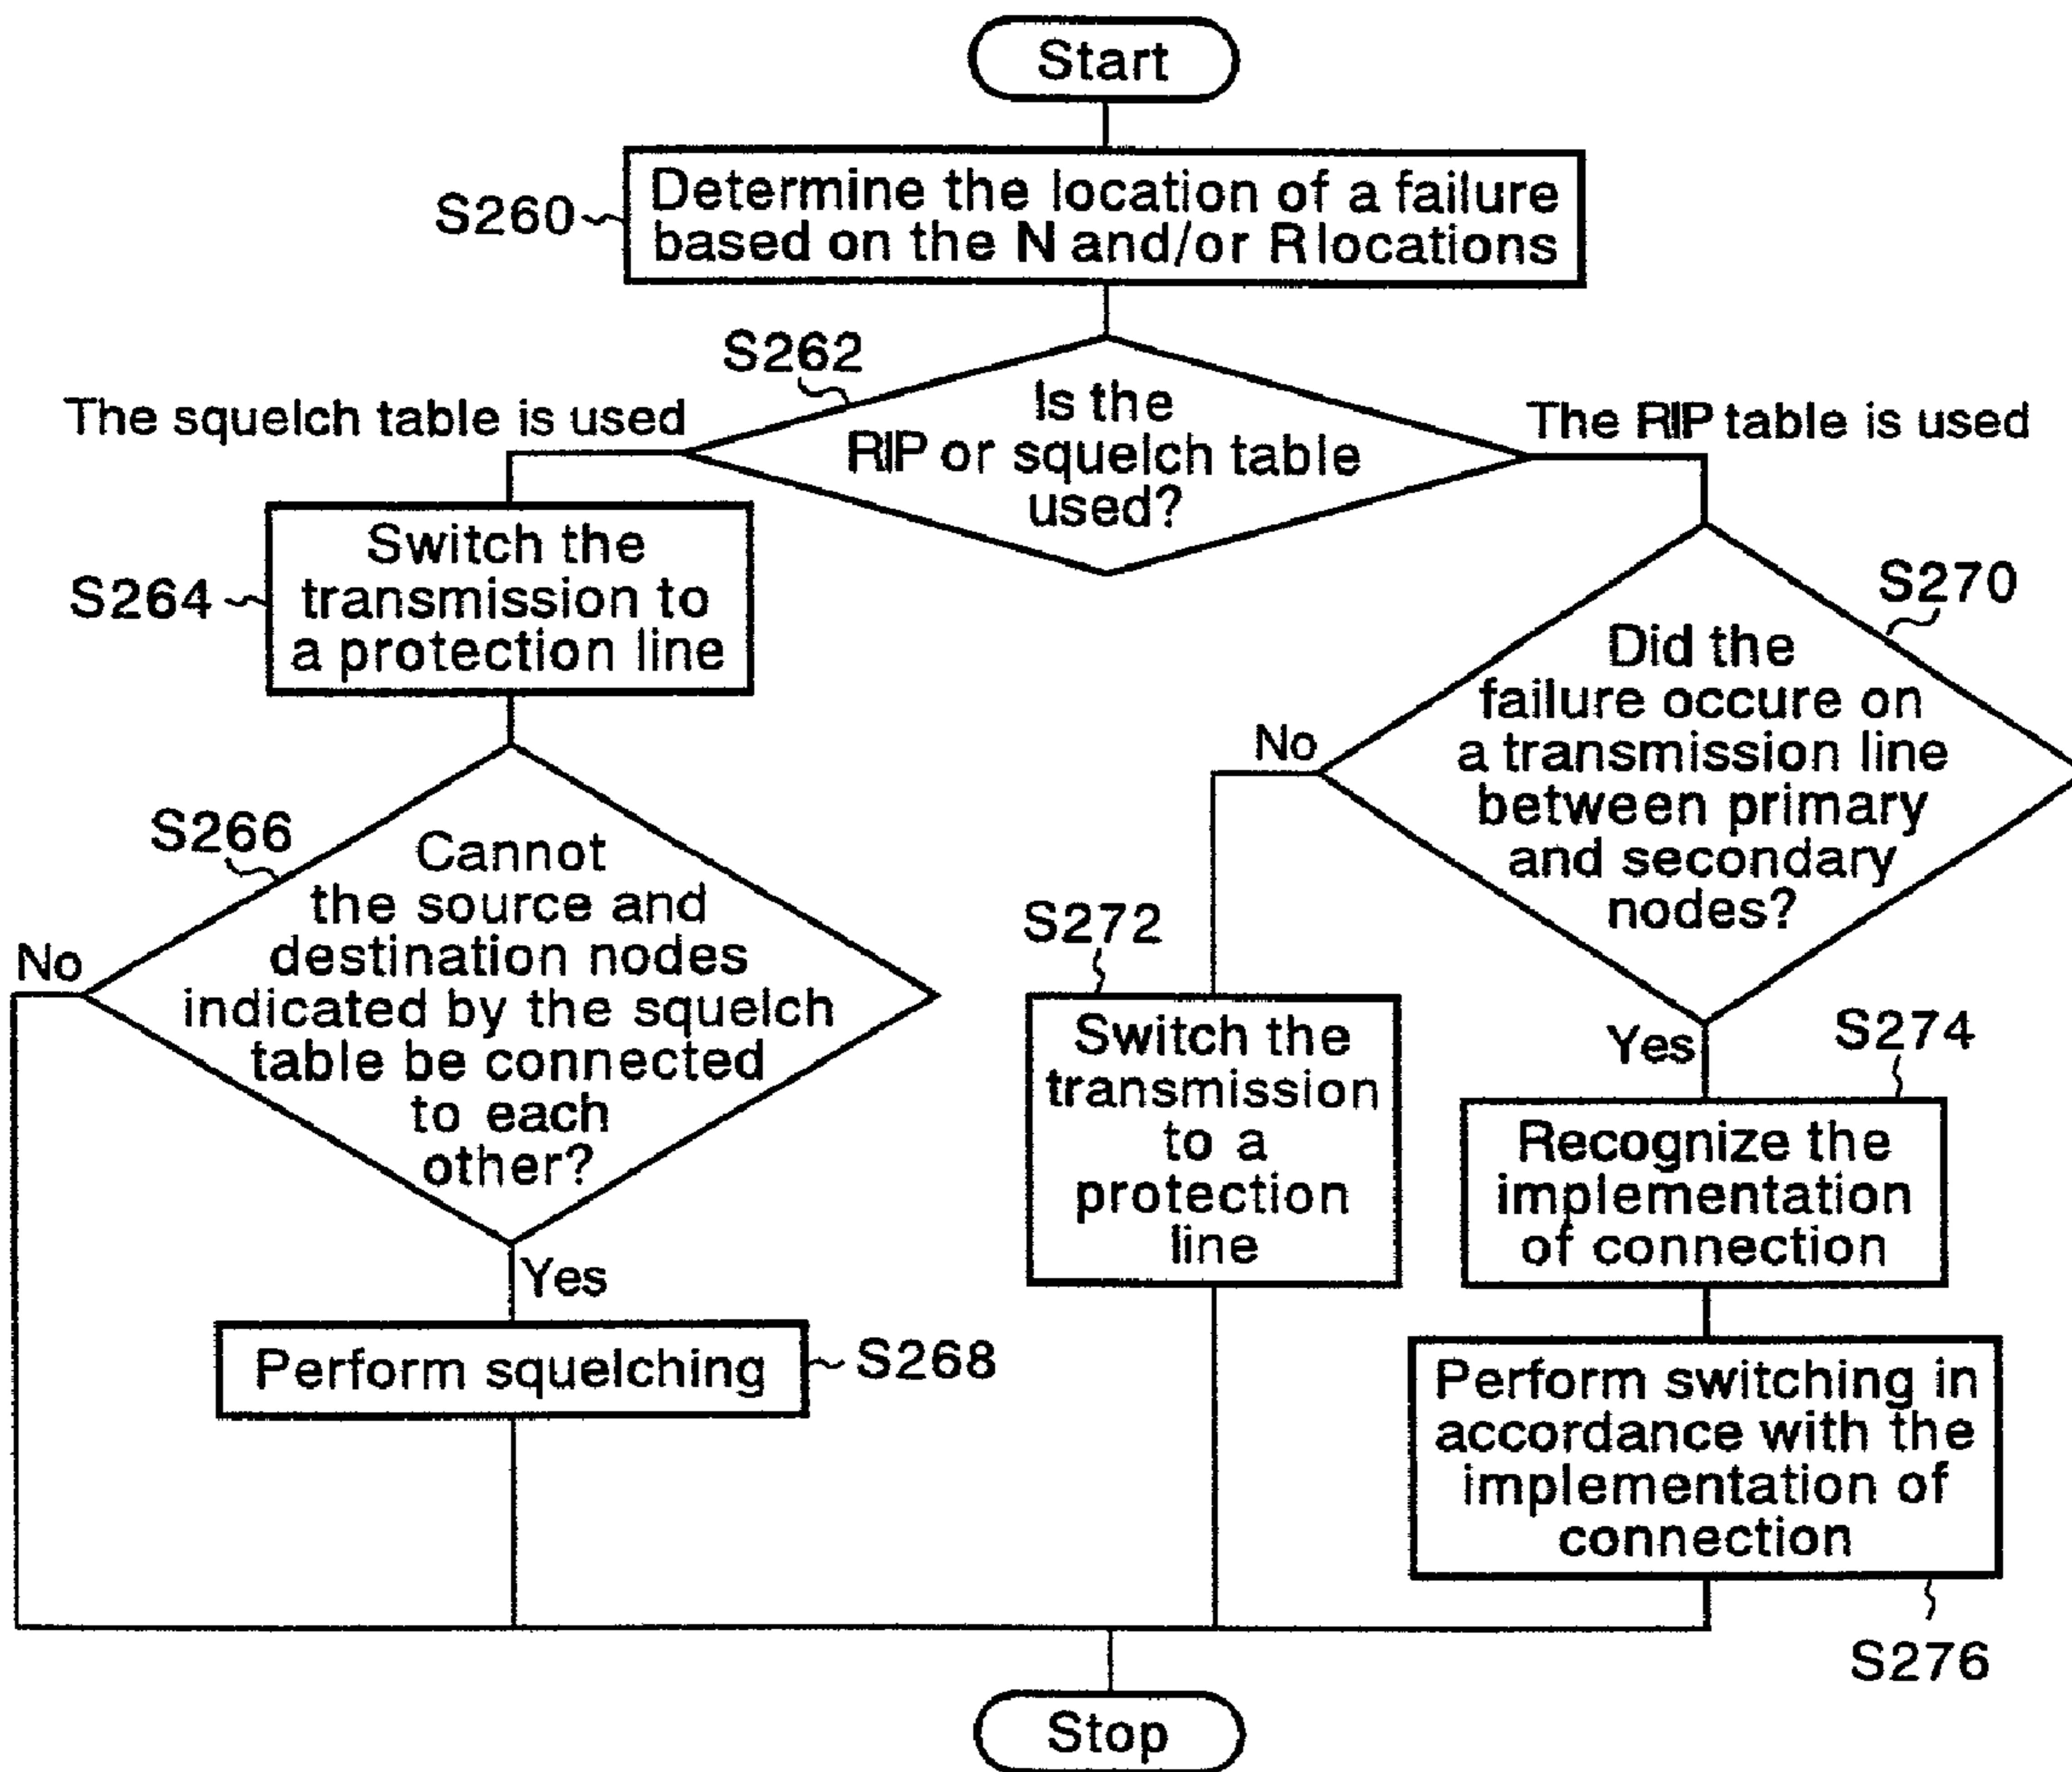 Start
S260
Determine the location of a failure
based on the N and/or R locations
S262
The squelch table is used
Is the
RIP or squelch table
used?
The RIP table is used
S264
Switch the
transmission to
a protection line
S270
Did the
failure occure on
a transmission line
between primary
and secondary
nodes?
No
S266
Cannot
the source and
destination nodes
indicated by the squelch
table be connected
to each
other?
No
S272
Switch the
transmission
to a
protection
line
Yes
S274
Recognize the
implementation
of connection
Yes
Perform squelching
S268
Perform switching in
accordance with the
implementation of
connection
S276
Stop